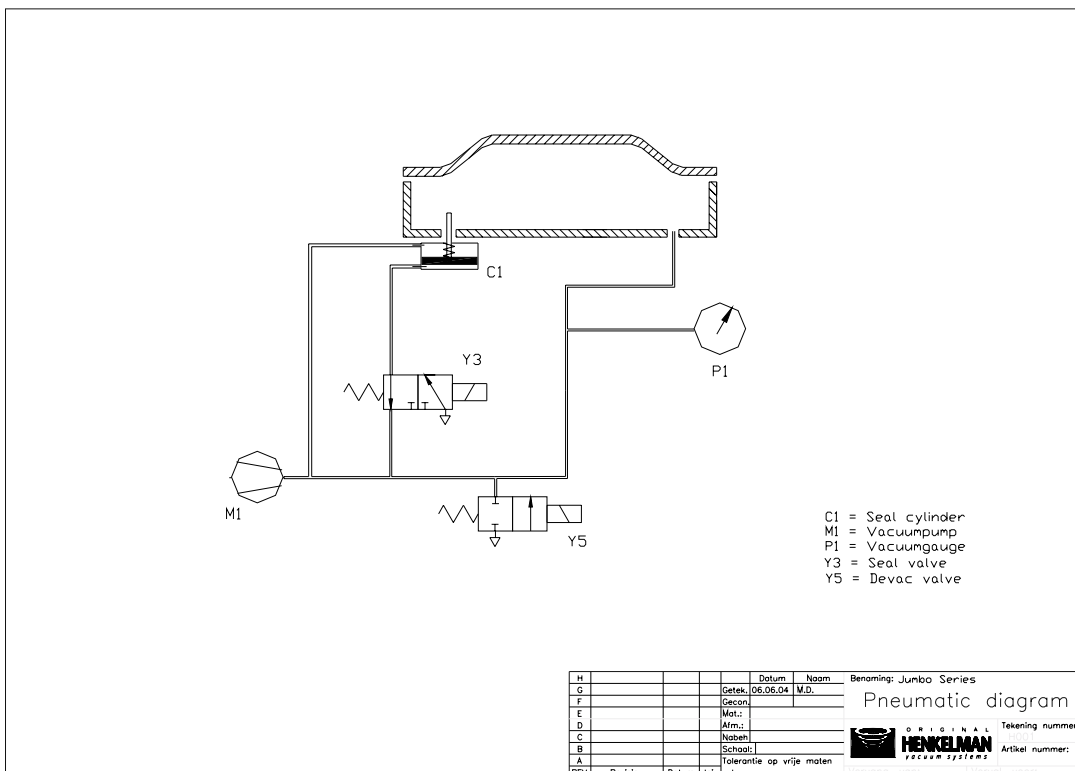 C1
Y3
P1
M1
Y5
C1 = Seal cylinder
M1 = Vacuumpump
P1 = Vacuumgauge
Y3 = Seal valve
Y5 = Devac valve
H Datum Naam
G Getek. 06.06.04 M.D.
F Gecon.
E Mat.:
D Afm.:
C Nabeh
B Schaal:
A Tolerantie op vrije maten
Benaming: Jumbo Series
Pneumatic diagram
ORIGINAL
HENKELMAN
vacuum systems
Tekening nummer
H001
Artikel nummer: